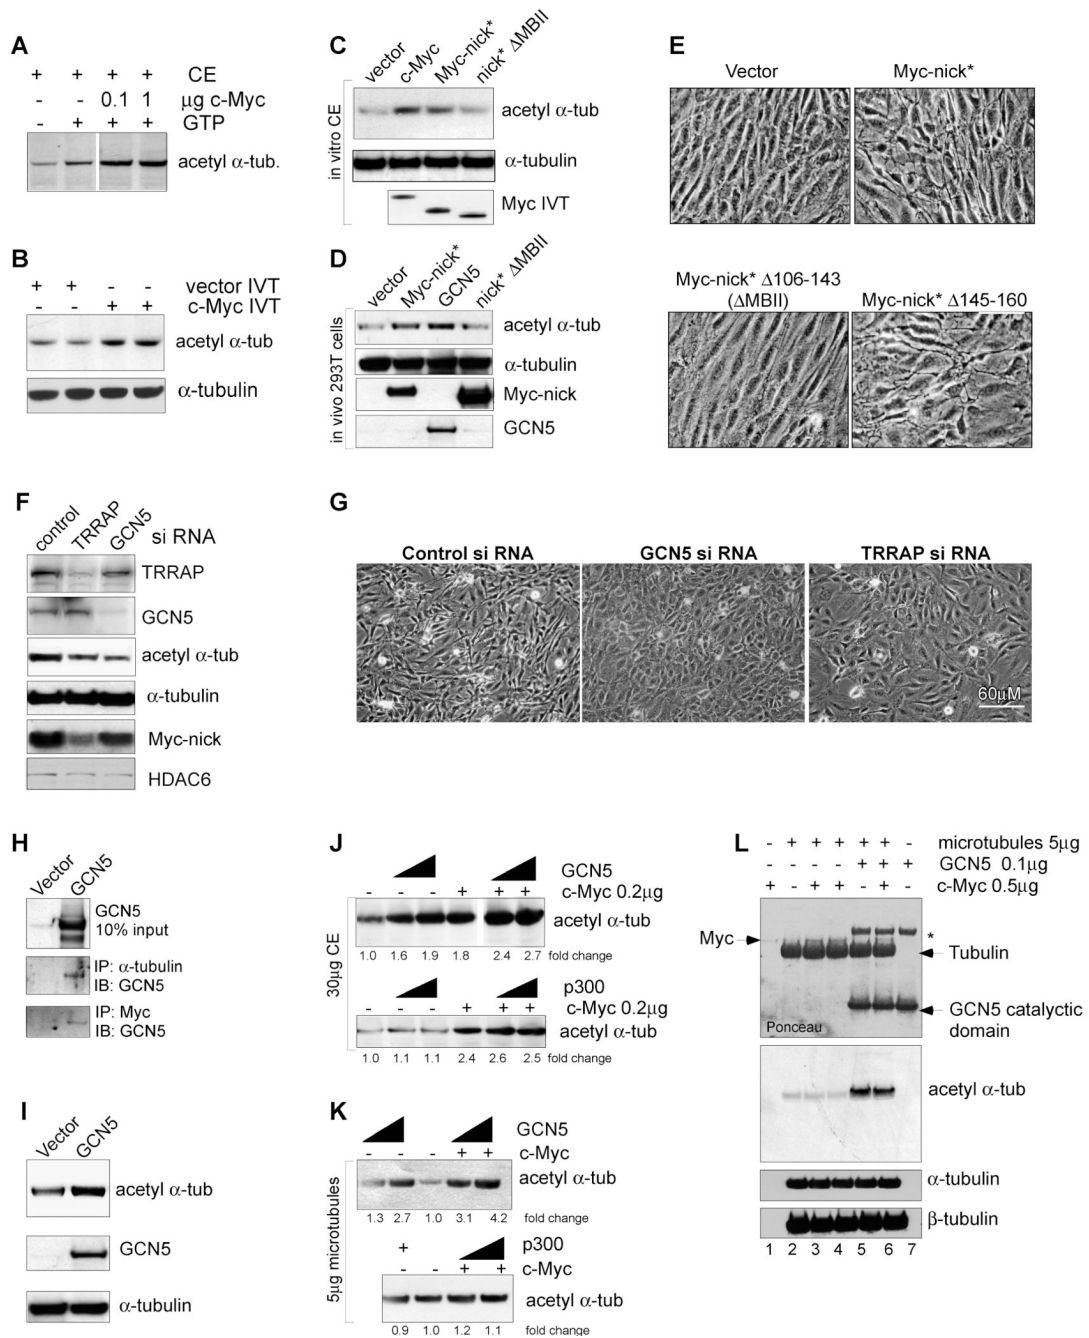 A
+ + + + CE
- - 0.1 1 μg c-Myc
- + + + GTP
acetyl α-tub.
B
+ + - - vector IVT
- - + + c-Myc IVT
acetyl α-tub
α-tubulin
C
vector c-Myc Myc-nick* nick* ΔMBII
in vitro CE
acetyl α-tub
α-tubulin
Myc IVT
D
vector Myc-nick* GCN5 nick* ΔMBII
in vivo 293T cells
acetyl α-tub
α-tubulin
Myc-nick
GCN5
E
Vector Myc-nick*
Myc-nick* Δ106-143
(ΔMBII)
Myc-nick* Δ145-160
F
control TRRAP GCN5 si RNA
TRRAP
GCN5
acetyl α-tub
α-tubulin
Myc-nick
HDAC6
G
Control si RNA GCN5 si RNA TRRAP si RNA
60μM
H
Vector GCN5
GCN5
10% input
IP: α-tubulin
IB: GCN5
IP: Myc
IB: GCN5
I
Vector GCN5
acetyl α-tub
GCN5
α-tubulin
J
30μg CE
GCN5
- - - + + + c-Myc 0.2μg
acetyl α-tub
1.0 1.6 1.9 1.8 2.4 2.7 fold change
p300
- - - + + + c-Myc 0.2μg
acetyl α-tub
1.0 1.1 1.1 2.4 2.6 2.5 fold change
K
5μg microtubules
GCN5
- - - + + c-Myc
acetyl α-tub
1.3 2.7 1.0 3.1 4.2 fold change
+ p300
- - + + c-Myc
acetyl α-tub
0.9 1.0 1.2 1.1 fold change
L
- + + + + + - microtubules 5μg
- - - - + + + GCN5 0.1μg
+ - + + - + - c-Myc 0.5μg
Myc
*
Tubulin
GCN5 catalyctic
domain
Ponceau
acetyl α-tub
α-tubulin
β-tubulin
1 2 3 4 5 6 7